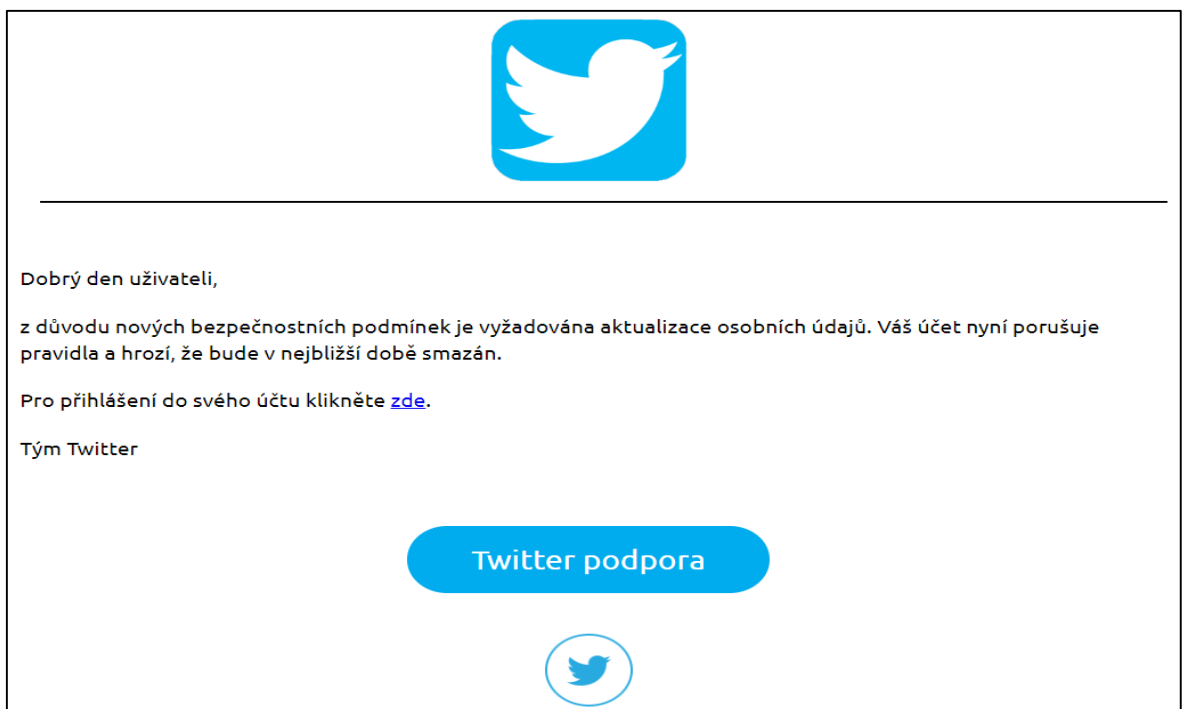 Dobrý den uživateli,
z důvodu nových bezpečnostních podmínek je vyžadována aktualizace osobních údajů. Váš účet nyní porušuje
pravidla a hrozí, že bude v nejbližší době smazán.
Pro přihlášení do svého účtu klikněte zde.
Tým Twitter
Twitter podpora